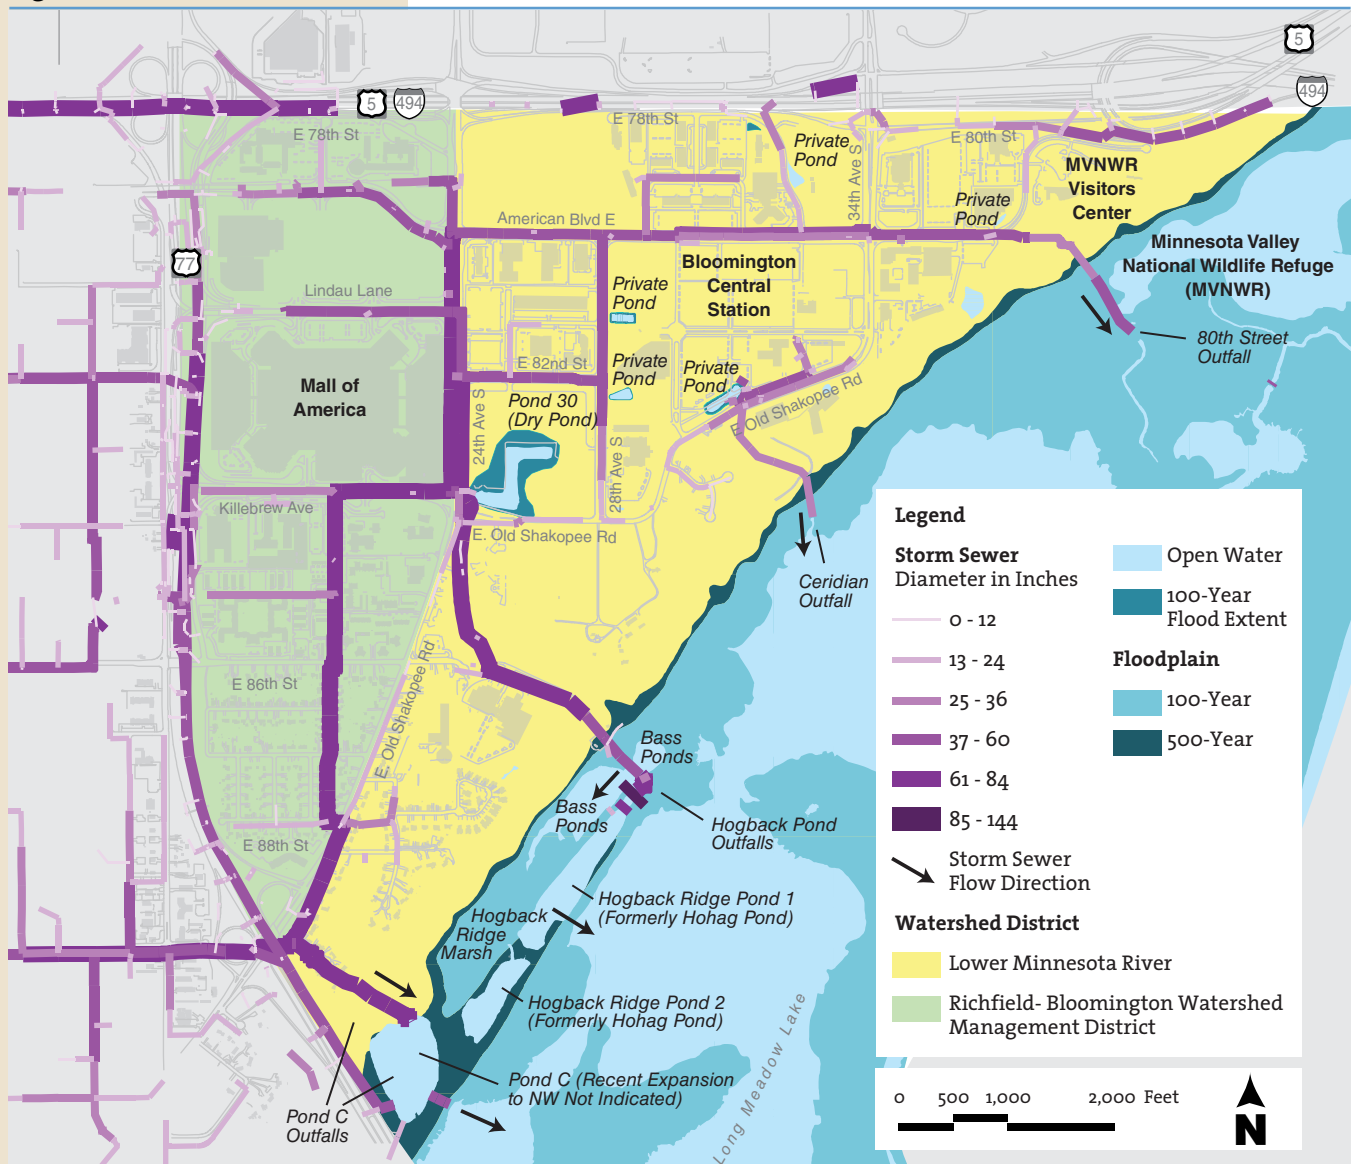 5
494
5
494
E 78th St
E 78th St
E 80th St
Private
Pond
34th Ave S
MVNWR
Visitors
Center
Private
Pond
American Blvd E
77
Bloomington
Central
Station
Minnesota Valley
National Wildlife Refuge
(MVNWR)
Lindau Lane
Private
Pond
80th Street
Outfall
E 82nd St
Private
Pond
Private
Pond
Mall of
America
24th Ave S
Pond 30
(Dry Pond)
E Old Shakopee Rd
28th Ave S
Killebrew Ave
E. Old Shakopee Rd
Ceridian
Outfall
E 86th St
E. Old Shakopee Rd
Bass
Ponds
Bass
Ponds
Hogback Pond
Outfalls
E 88th St
Hogback Ridge Pond 1
(Formerly Hohag Pond)
Hogback
Ridge
Marsh
Hogback Ridge Pond 2
(Formerly Hohag Pond)
Pond C (Recent Expansion
to NW Not Indicated)
Pond C
Outfalls
Long Meadow Lake
Legend
Storm Sewer
Diameter in Inches
0 - 12
13 - 24
25 - 36
37 - 60
61 - 84
85 - 144
Storm Sewer
Flow Direction
Open Water
100-Year
Flood Extent
Floodplain
100-Year
500-Year
Watershed District
Lower Minnesota River
Richfield- Bloomington Watershed
Management District
0 500 1,000 2,000 Feet
N